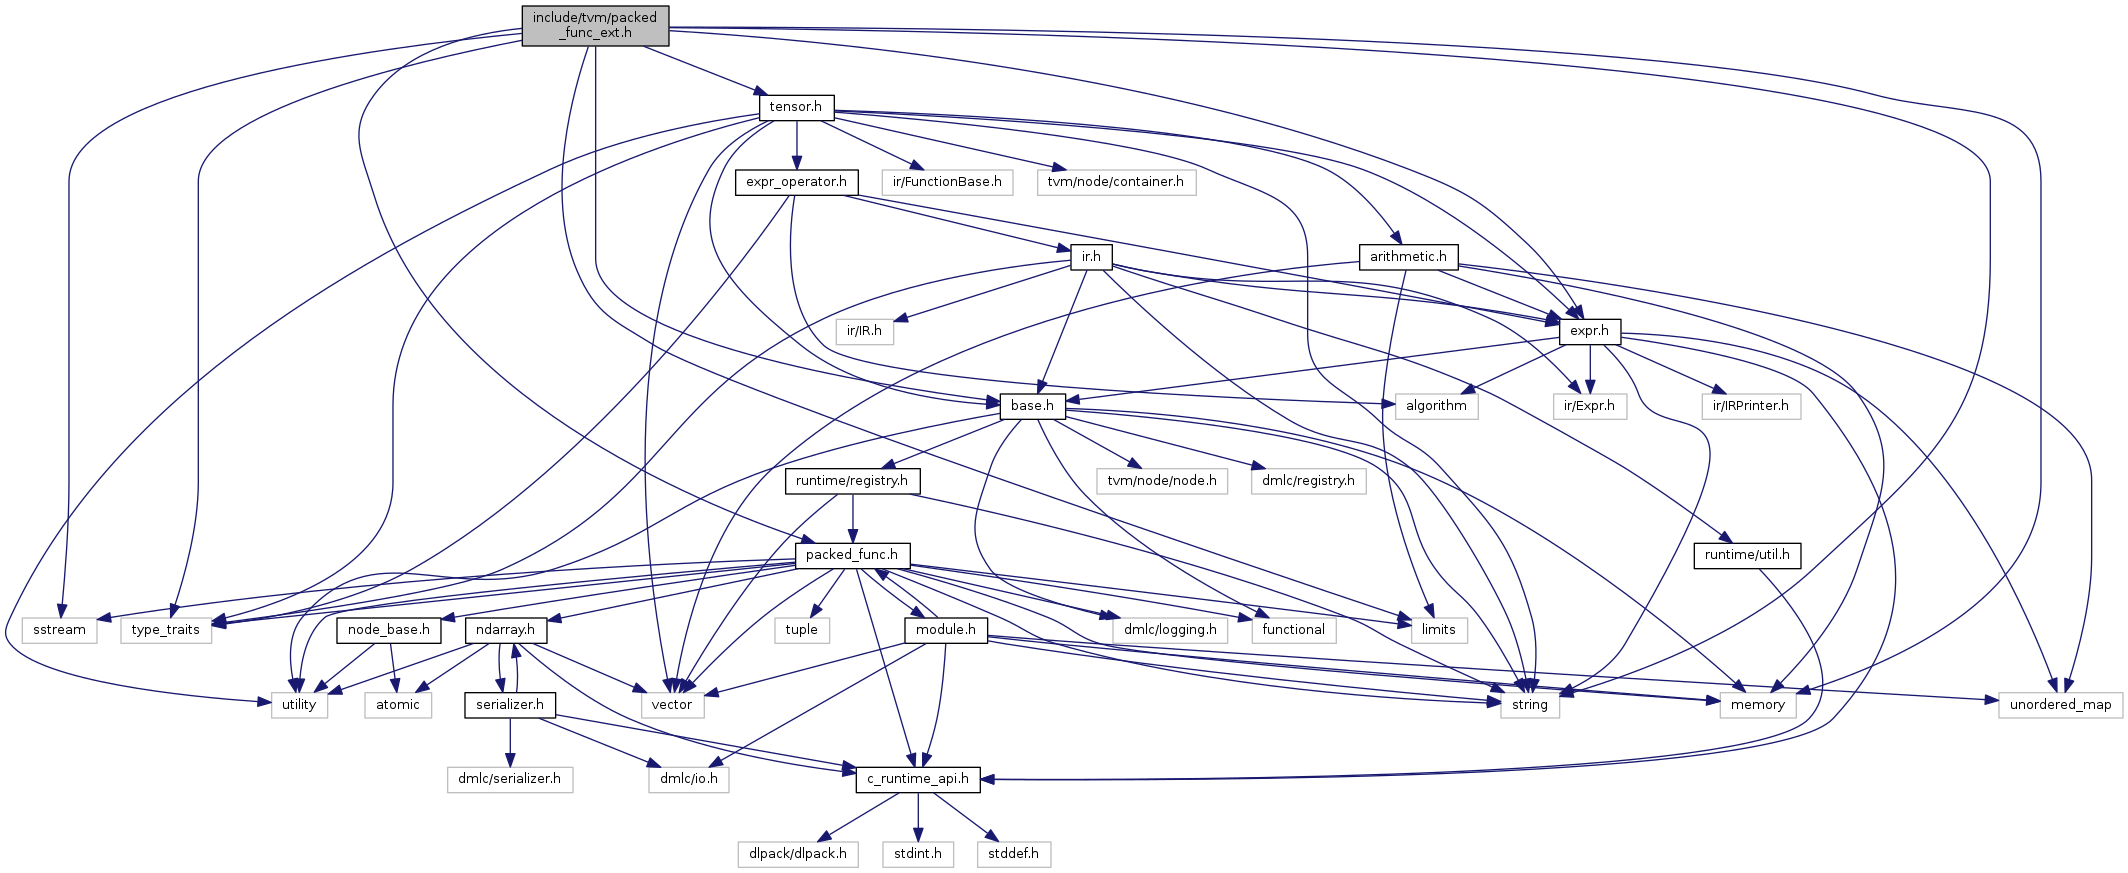 include/tvm/packed
_func_ext.h
tensor.h
expr_operator.h
ir/FunctionBase.h
tvm/node/container.h
ir.h
arithmetic.h
ir/IR.h
expr.h
base.h
algorithm
ir/Expr.h
ir/IRPrinter.h
runtime/registry.h
tvm/node/node.h
dmlc/registry.h
packed_func.h
runtime/util.h
sstream
type_traits
node_base.h
ndarray.h
tuple
module.h
dmlc/logging.h
functional
limits
utility
atomic
serializer.h
vector
string
memory
unordered_map
dmlc/serializer.h
dmlc/io.h
c_runtime_api.h
dlpack/dlpack.h
stdint.h
stddef.h